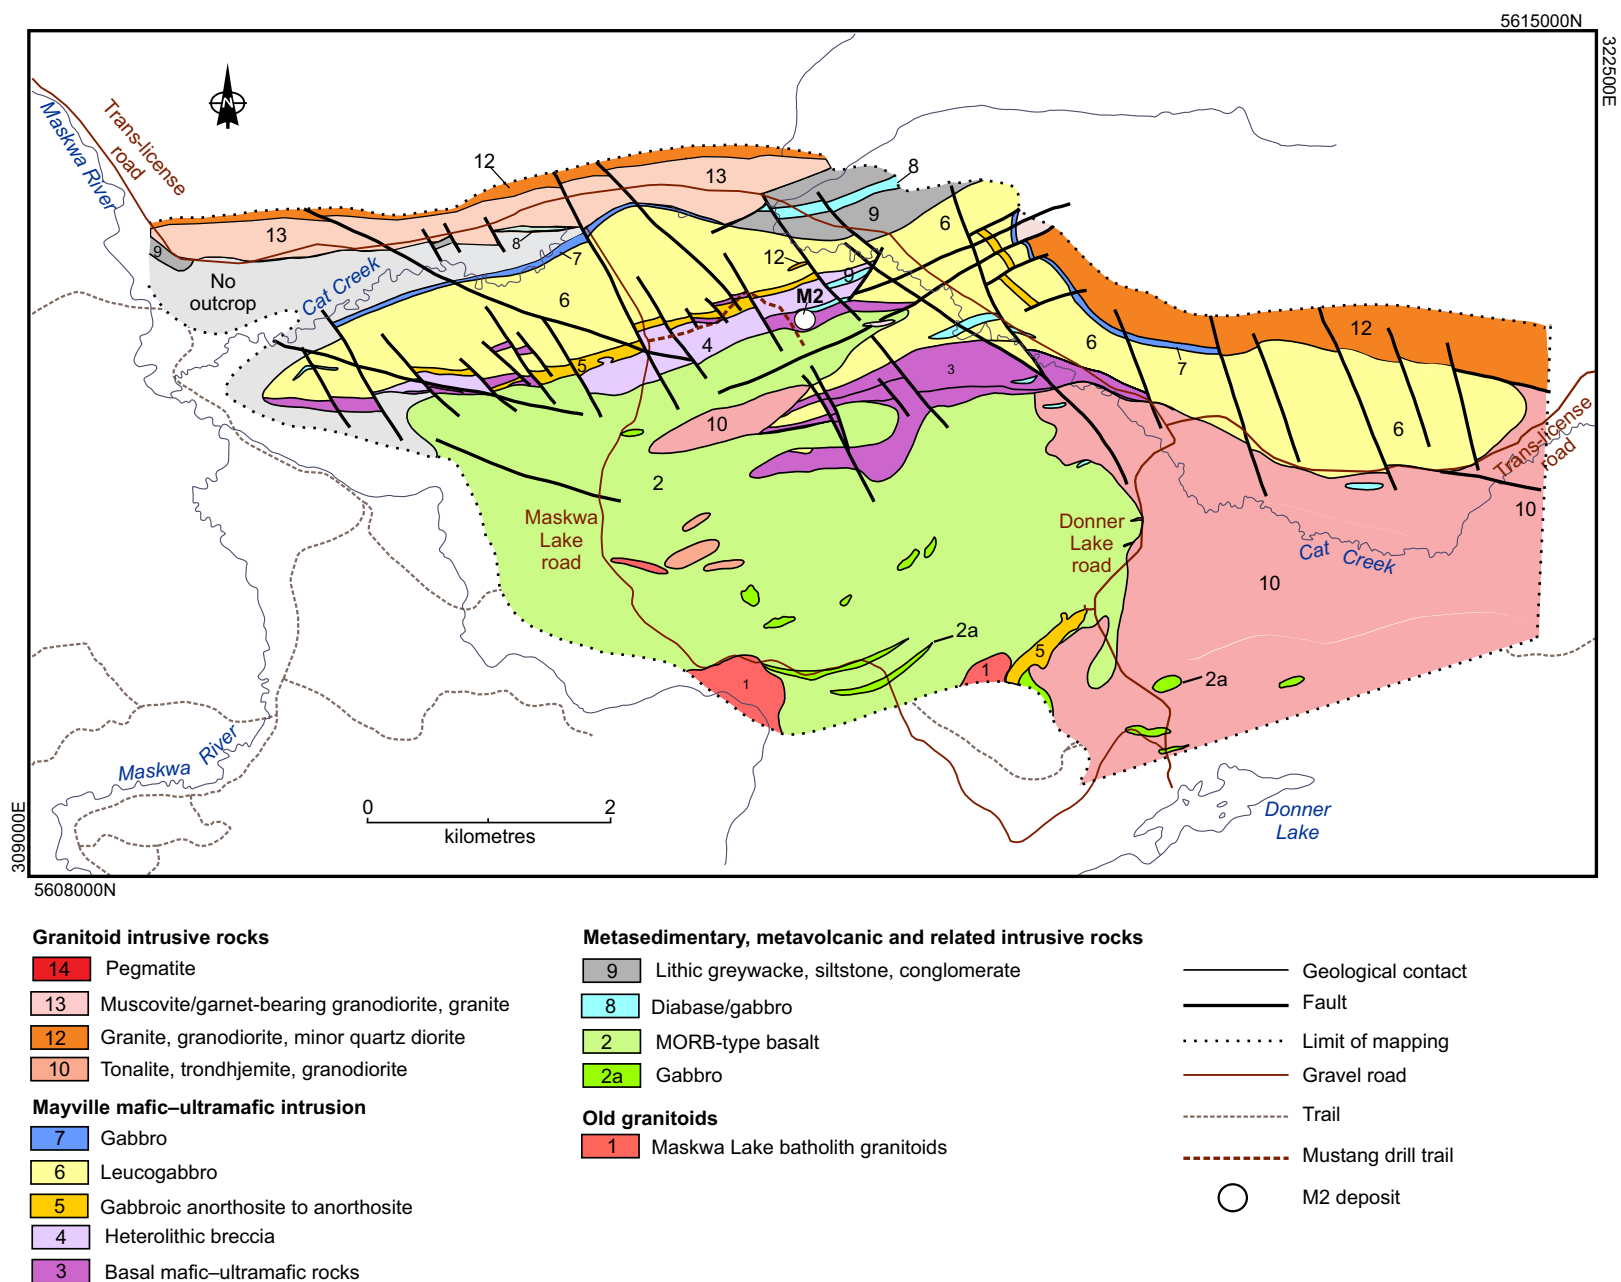 5615000N
322500E
N
Maskwa River
Trans-license
road
12
13
8
13
9
6
9
8
7
12
9
No
outcrop
Cat Creek
M2
6
4
5
3
6
7
12
6
10
Trans-license
road
10
2
Maskwa
Lake
road
Donner
Lake
road
Cat Creek
10
2a
5
1
1
2a
Maskwa River
0 2
kilometres
Donner
Lake
309000E
5608000N
Granitoid intrusive rocks
14 Pegmatite
13 Muscovite/garnet-bearing granodiorite, granite
12 Granite, granodiorite, minor quartz diorite
10 Tonalite, trondhjemite, granodiorite
Mayville mafic–ultramafic intrusion
7 Gabbro
6 Leucogabbro
5 Gabbroic anorthosite to anorthosite
4 Heterolithic breccia
3 Basal mafic–ultramafic rocks
Metasedimentary, metavolcanic and related intrusive rocks
9 Lithic greywacke, siltstone, conglomerate
8 Diabase/gabbro
2 MORB-type basalt
2a Gabbro
Old granitoids
1 Maskwa Lake batholith granitoids
Geological contact
Fault
Limit of mapping
Gravel road
Trail
Mustang drill trail
M2 deposit